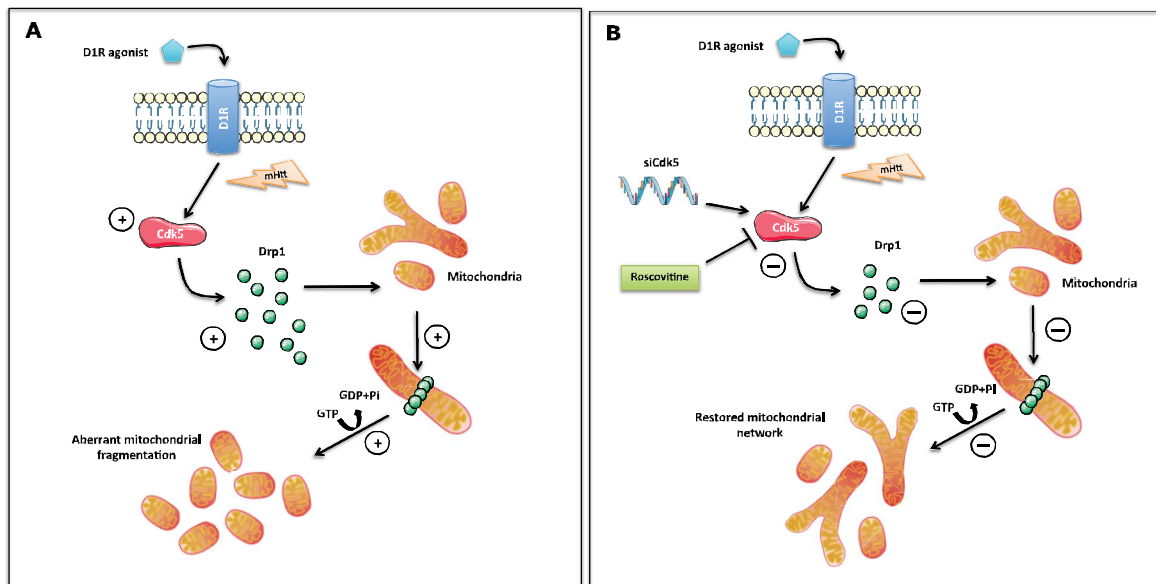 A
D1R agonist
D1R
mHtt
+
Cdk5
Drp1
Mitochondria
+
+
GDP+Pi
GTP
+
Aberrant mitochondrial
fragmentation
B
D1R agonist
D1R
mHtt
siCdk5
Cdk5
Drp1
Roscovitine
−
Mitochondria
−
−
GDP+Pi
GTP
−
Restored mitochondrial
network